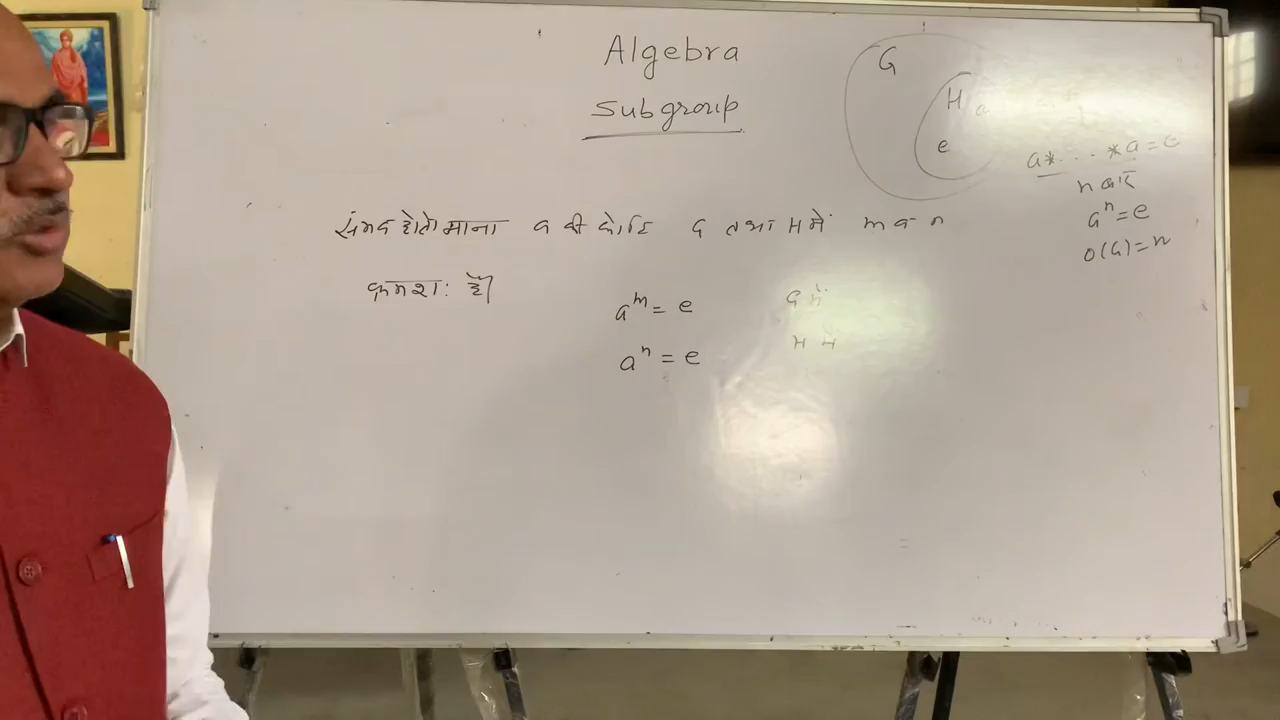 Algebra
Subgroup
G
H a
e
a*...*a=e
n बार
aⁿ=e
o(G)=n
संभव हो तो माना a की कोटि G तथा H में m व n
क्रमशः हैं।
aᵐ = e G में
aⁿ = e H में